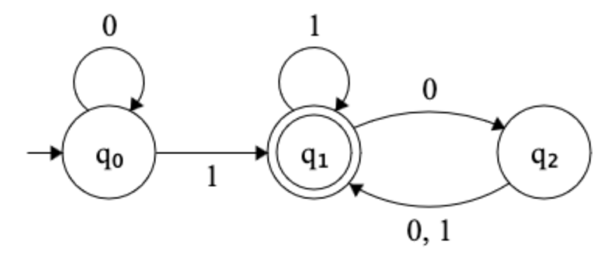 0 1
0
q₀ q₁ q₂
1
0, 1